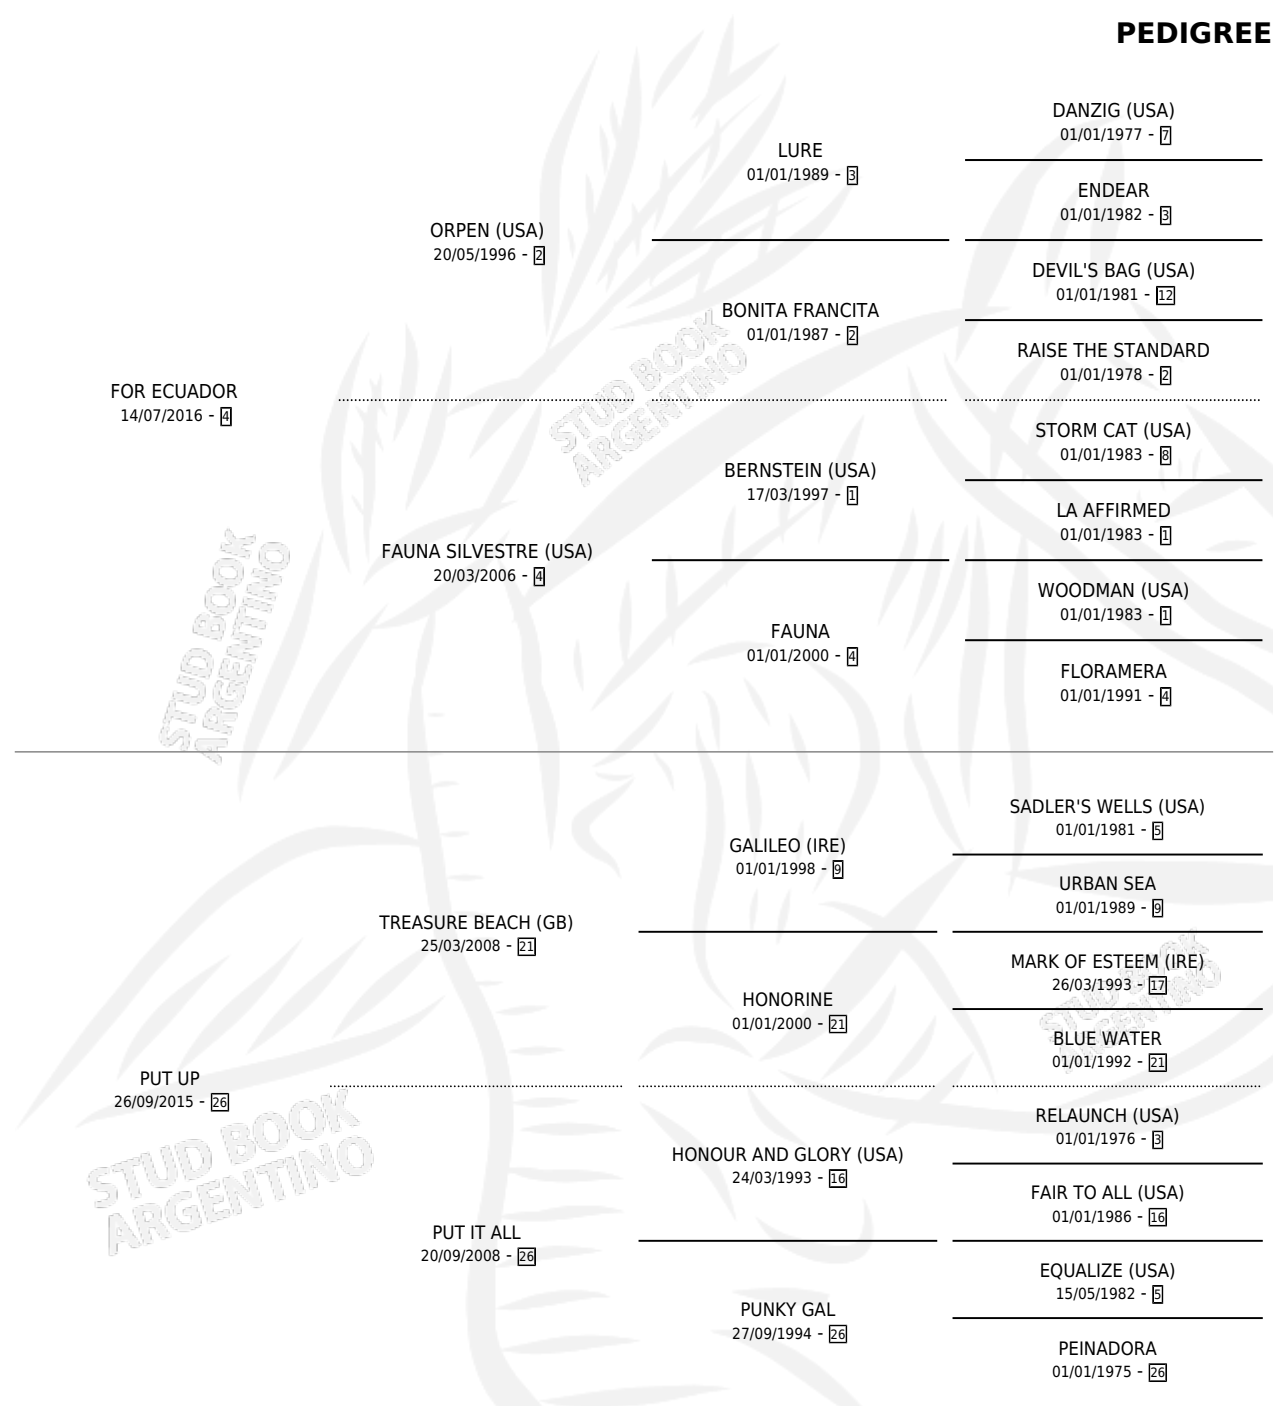 PEDIGREE
DANZIG (USA)
01/01/1977 - 7
LURE
01/01/1989 - 3
ENDEAR
01/01/1982 - 3
ORPEN (USA)
20/05/1996 - 2
DEVIL'S BAG (USA)
01/01/1981 - 12
BONITA FRANCITA
01/01/1987 - 2
RAISE THE STANDARD
01/01/1978 - 2
FOR ECUADOR
14/07/2016 - 4
STUD BOOK
ARGENTINO
STORM CAT (USA)
01/01/1983 - 8
BERNSTEIN (USA)
17/03/1997 - 1
LA AFFIRMED
01/01/1983 - 1
FAUNA SILVESTRE (USA)
20/03/2006 - 4
WOODMAN (USA)
01/01/1983 - 1
FAUNA
01/01/2000 - 4
FLORAMERA
01/01/1991 - 4
STUD BOOK
ARGENTINO
SADLER'S WELLS (USA)
01/01/1981 - 5
GALILEO (IRE)
01/01/1998 - 9
URBAN SEA
01/01/1989 - 9
TREASURE BEACH (GB)
25/03/2008 - 21
MARK OF ESTEEM (IRE)
26/03/1993 - 17
HONORINE
01/01/2000 - 21
STUD BOOK
ARGENTINO
BLUE WATER
01/01/1992 - 21
PUT UP
26/09/2015 - 26
STUD BOOK
ARGENTINO
RELAUNCH (USA)
01/01/1976 - 3
HONOUR AND GLORY (USA)
24/03/1993 - 16
FAIR TO ALL (USA)
01/01/1986 - 16
PUT IT ALL
20/09/2008 - 26
EQUALIZE (USA)
15/05/1982 - 5
PUNKY GAL
27/09/1994 - 26
PEINADORA
01/01/1975 - 26